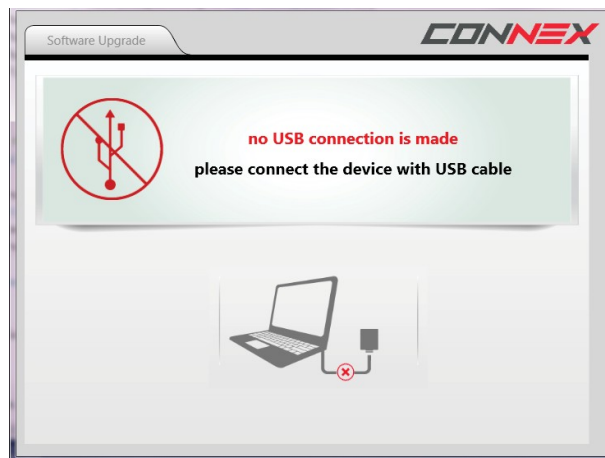 Software Upgrade
CONNEX
no USB connection is made
please connect the device with USB cable